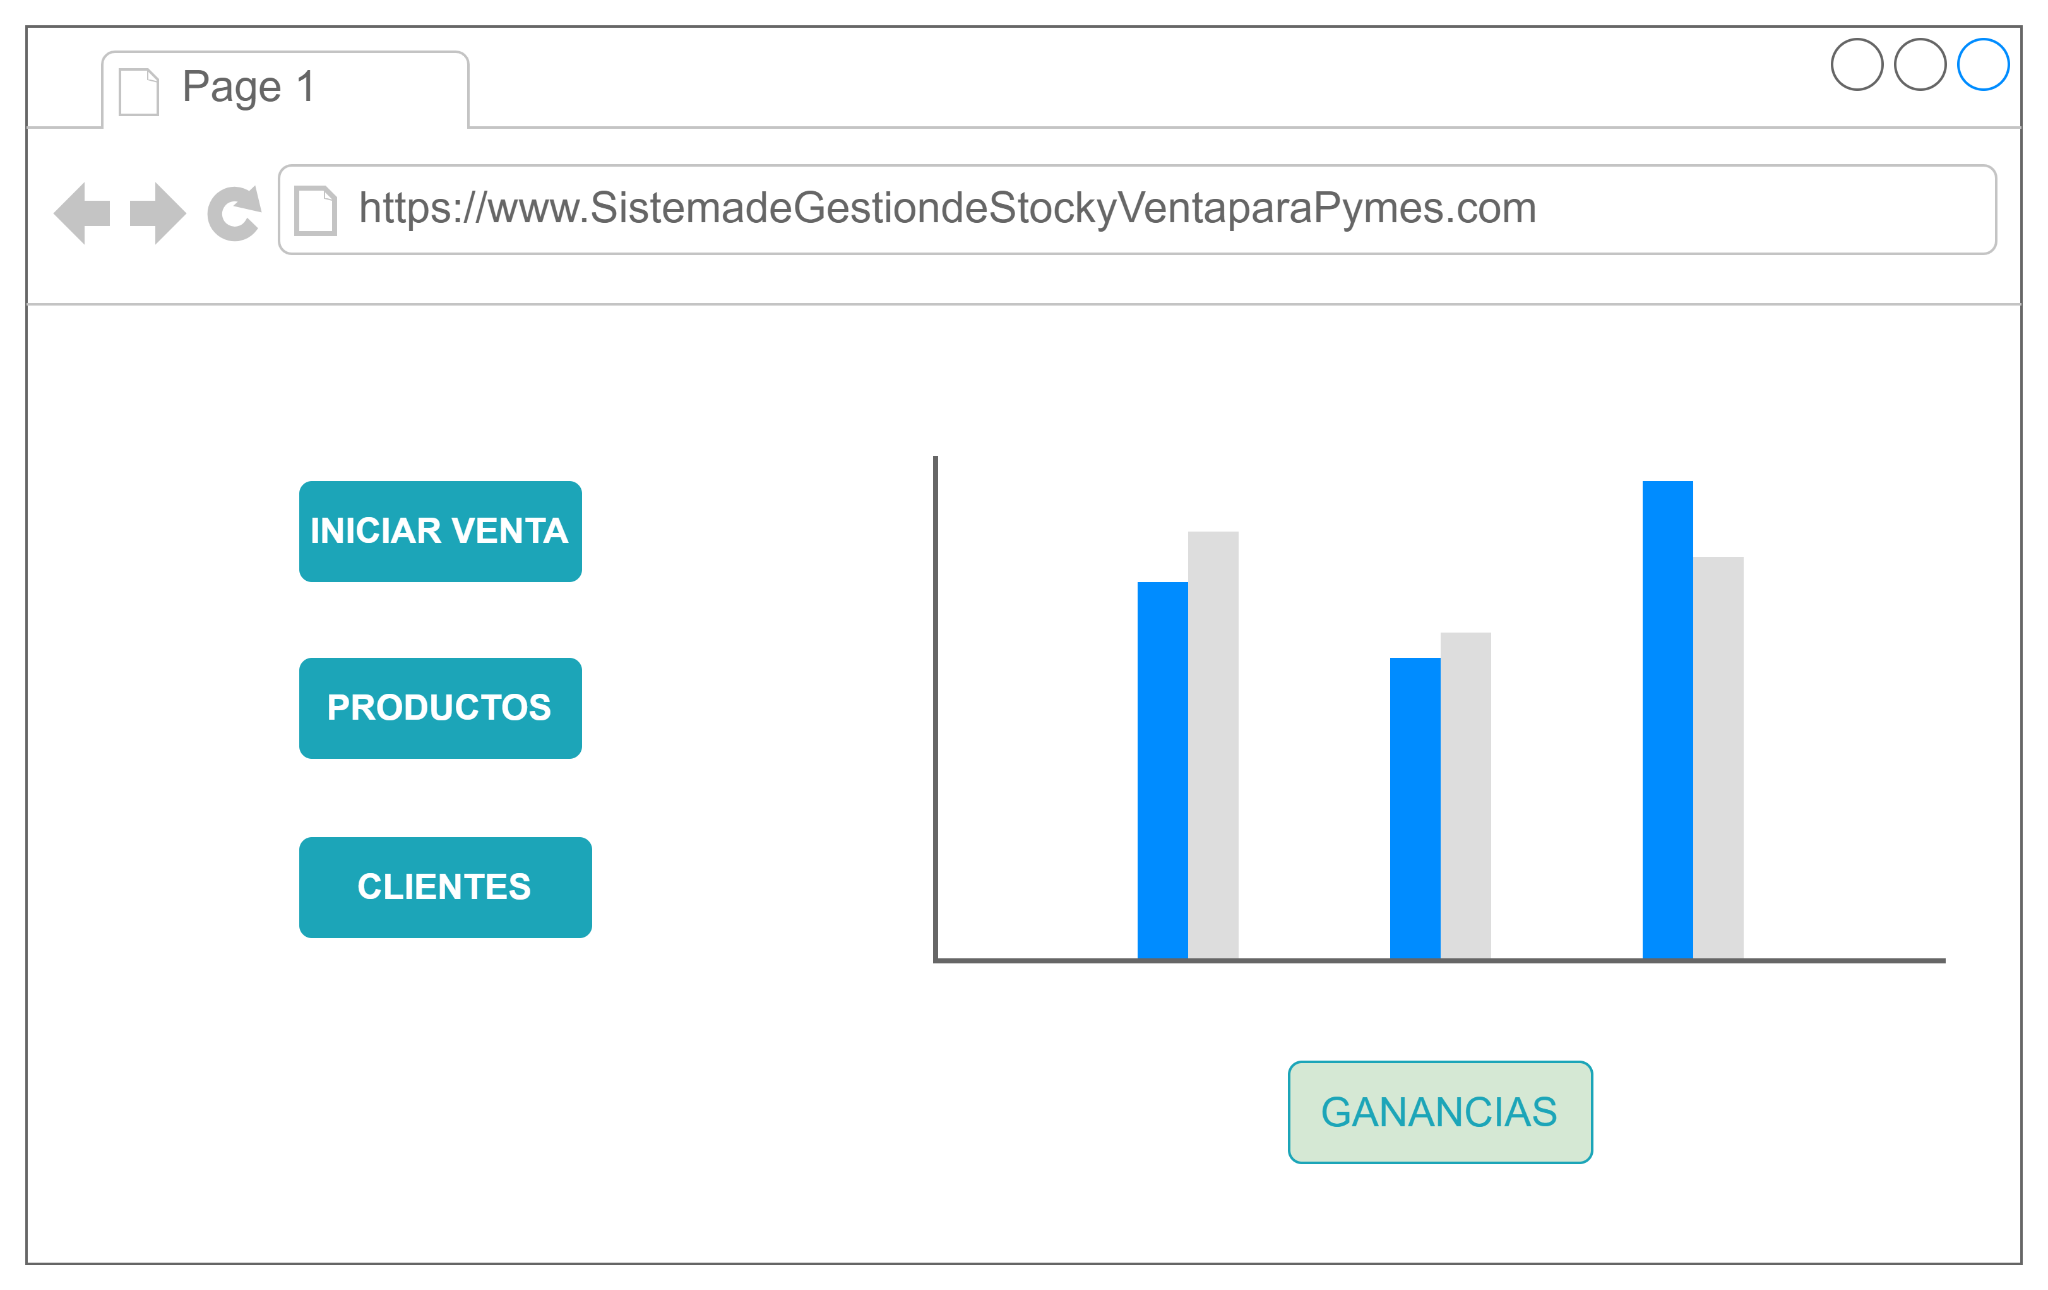 Page 1
https://www.SistemadeGestiondeStockyVentaparaPymes.com
INICIAR VENTA
PRODUCTOS
CLIENTES
GANANCIAS